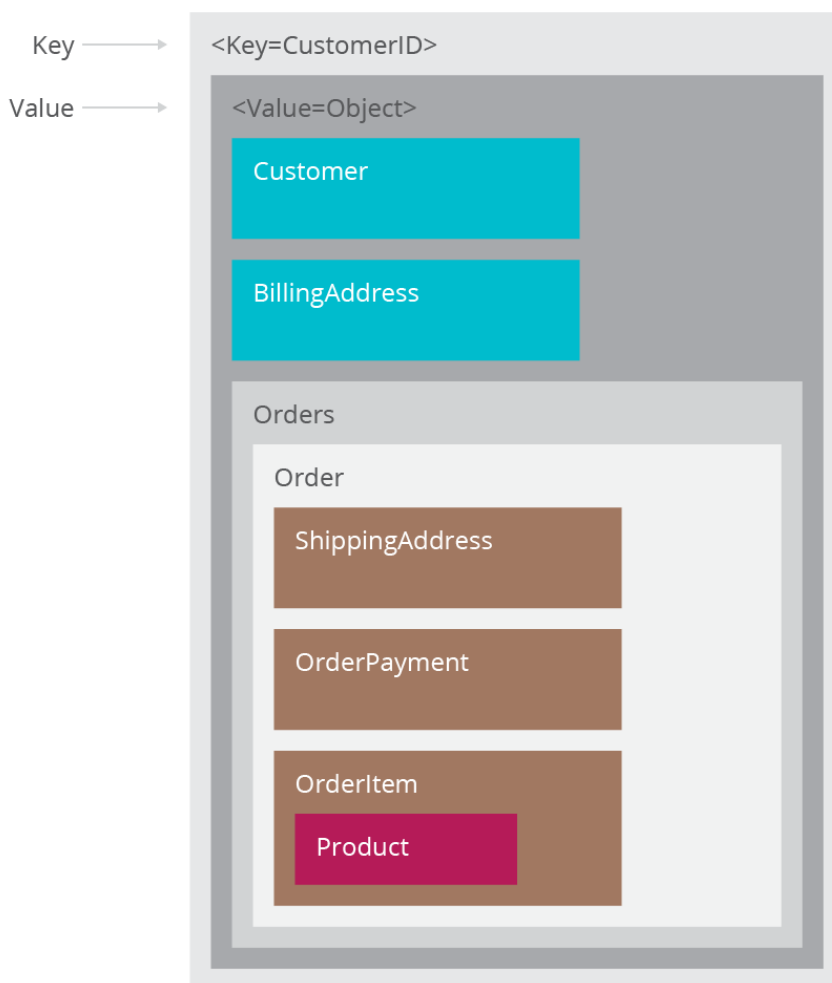 Key
<Key=CustomerID>
Value
<Value=Object>
Customer
BillingAddress
Orders
Order
ShippingAddress
OrderPayment
OrderItem
Product